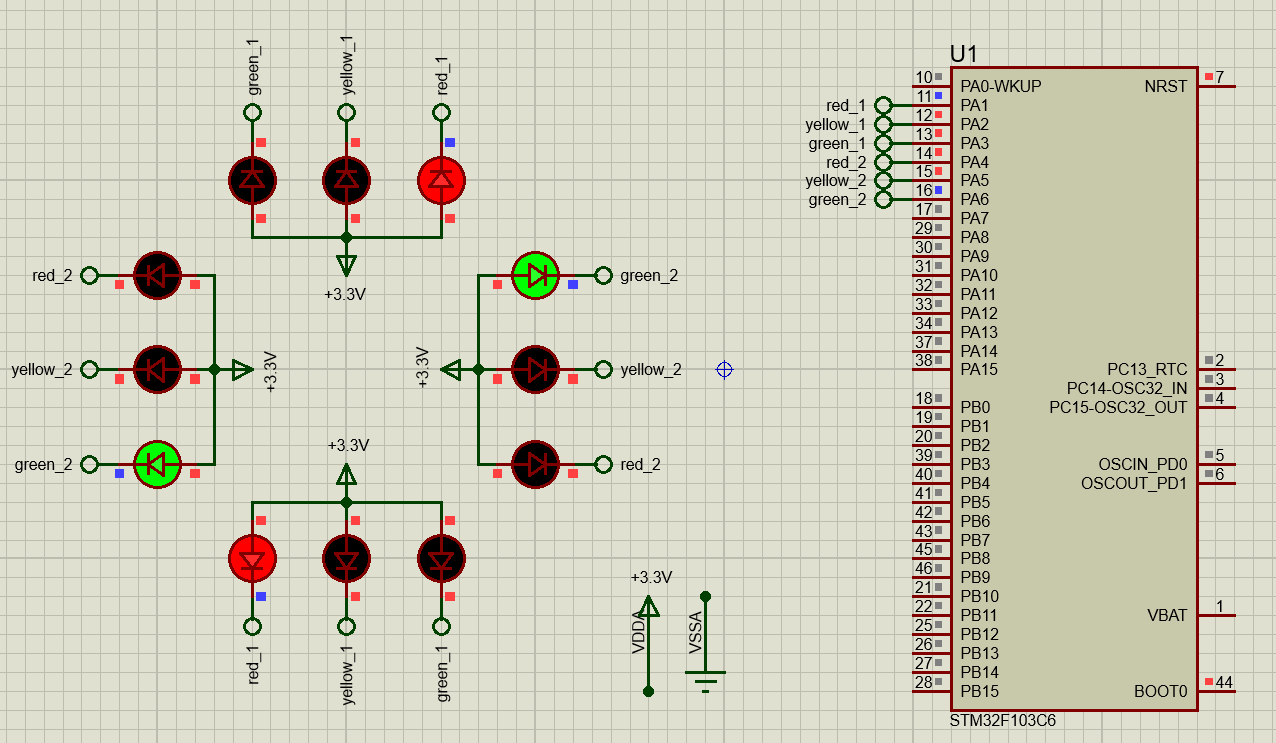 green_1
yellow_1
red_1
+3.3V
red_2
yellow_2
green_2
+3.3V
+3.3V
green_2
yellow_2
red_2
+3.3V
red_1
yellow_1
green_1
+3.3V
VDDA
VSSA
U1
red_1
yellow_1
green_1
red_2
yellow_2
green_2
10 PA0-WKUP
11 PA1
12 PA2
13 PA3
14 PA4
15 PA5
16 PA6
17 PA7
29 PA8
30 PA9
31 PA10
32 PA11
33 PA12
34 PA13
37 PA14
38 PA15
18 PB0
19 PB1
20 PB2
39 PB3
40 PB4
41 PB5
42 PB6
43 PB7
45 PB8
46 PB9
21 PB10
22 PB11
25 PB12
26 PB13
27 PB14
28 PB15
NRST 7
PC13_RTC 2
PC14-OSC32_IN 3
PC15-OSC32_OUT 4
OSCIN_PD0 5
OSCOUT_PD1 6
VBAT 1
BOOT0 44
STM32F103C6